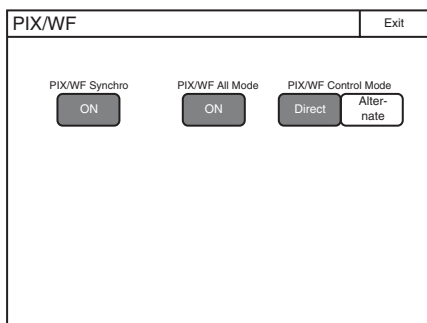 PIX/WF Exit
PIX/WF Synchro PIX/WF All Mode PIX/WF Control Mode
ON ON Direct Alter-
nate